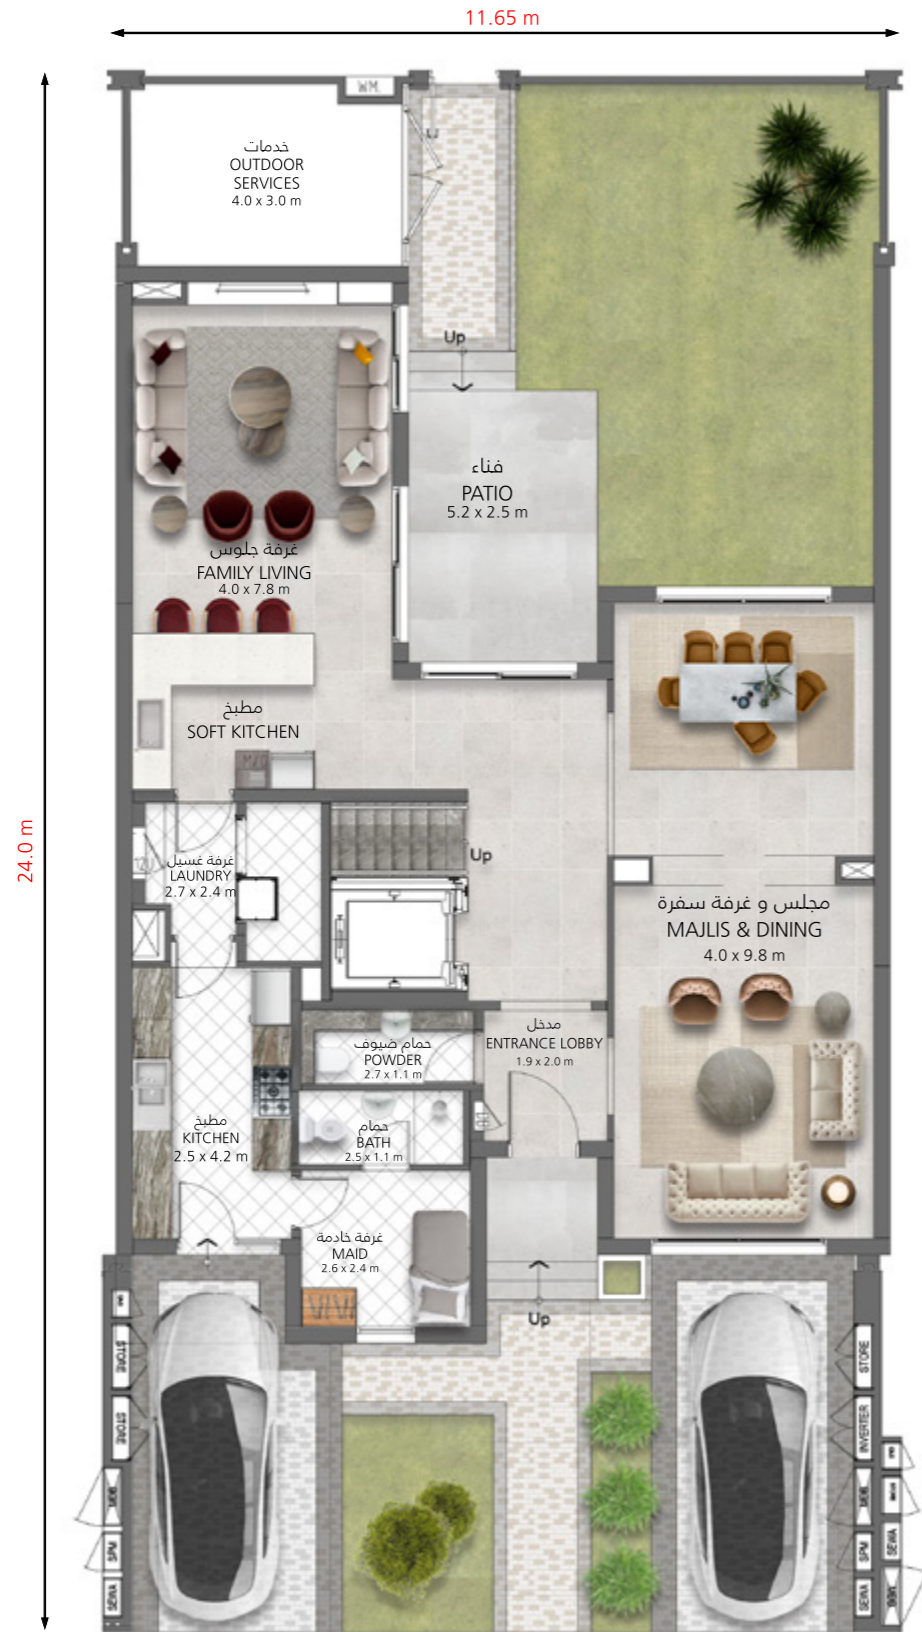 11.65 m
24.0 m
WM.
خدمات
OUTDOOR
SERVICES
4.0 x 3.0 m
Up
فناء
PATIO
5.2 x 2.5 m
غرفة جلوس
FAMILY LIVING
4.0 x 7.8 m
مطبخ
SOFT KITCHEN
Up
غرفة غسيل
LAUNDRY
2.7 x 2.4 m
مجلس و غرفة سفرة
MAJLIS & DINING
4.0 x 9.8 m
مدخل
ENTRANCE LOBBY
1.9 x 2.0 m
حمام ضيوف
POWDER
2.7 x 1.1 m
حمام
BATH
2.5 x 1.1 m
مطبخ
KITCHEN
2.5 x 4.2 m
غرفة خادمة
MAID
2.6 x 2.4 m
Up
STORE
STORE
SPM
SEWA
STORE
INVERTER
SPM
SEWA
SEWA